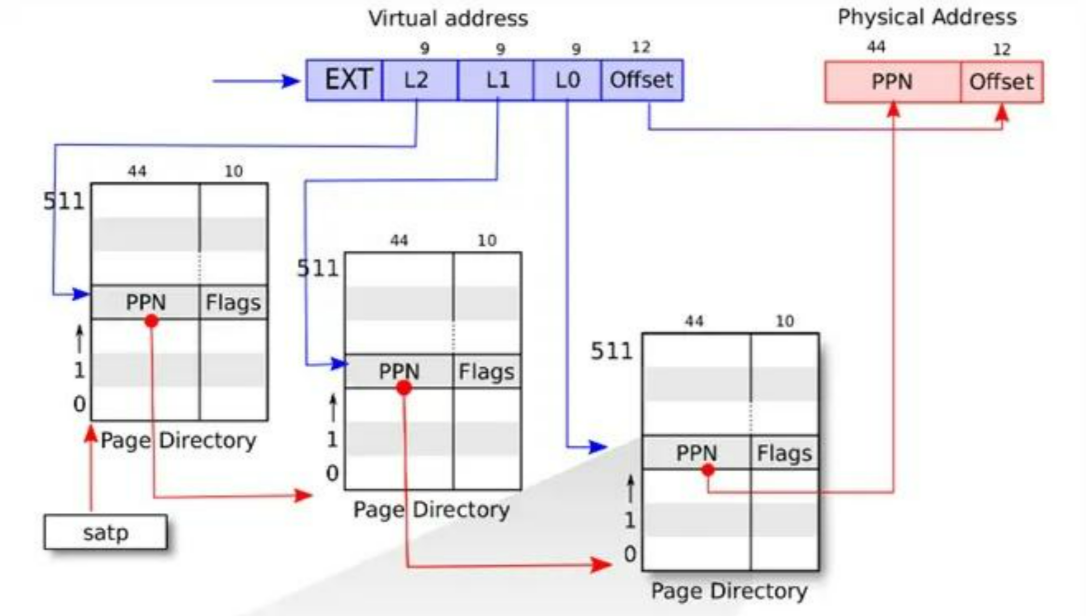 Virtual address
Physical Address
9 9 9 12
44 12
EXT L2 L1 L0 Offset
PPN Offset
44 10
511
PPN Flags
1
0
Page Directory
satp
44 10
511
PPN Flags
1
0
Page Directory
44 10
511
PPN Flags
1
0
Page Directory